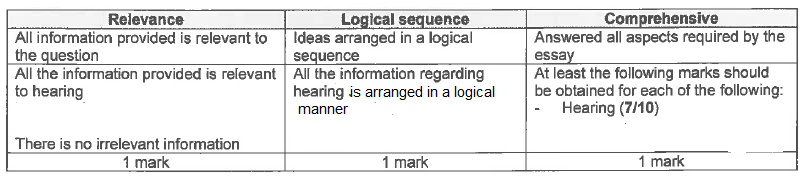 Relevance
Logical sequence
Comprehensive
All information provided is relevant to
the question
Ideas arranged in a logical
sequence
Answered all aspects required by the
essay
All the information provided is relevant
to hearing
There is no irrelevant information
All the information regarding
hearing is arranged in a logical
manner
At least the following marks should
be obtained for each of the following:
- Hearing (7/10)
1 mark
1 mark
1 mark